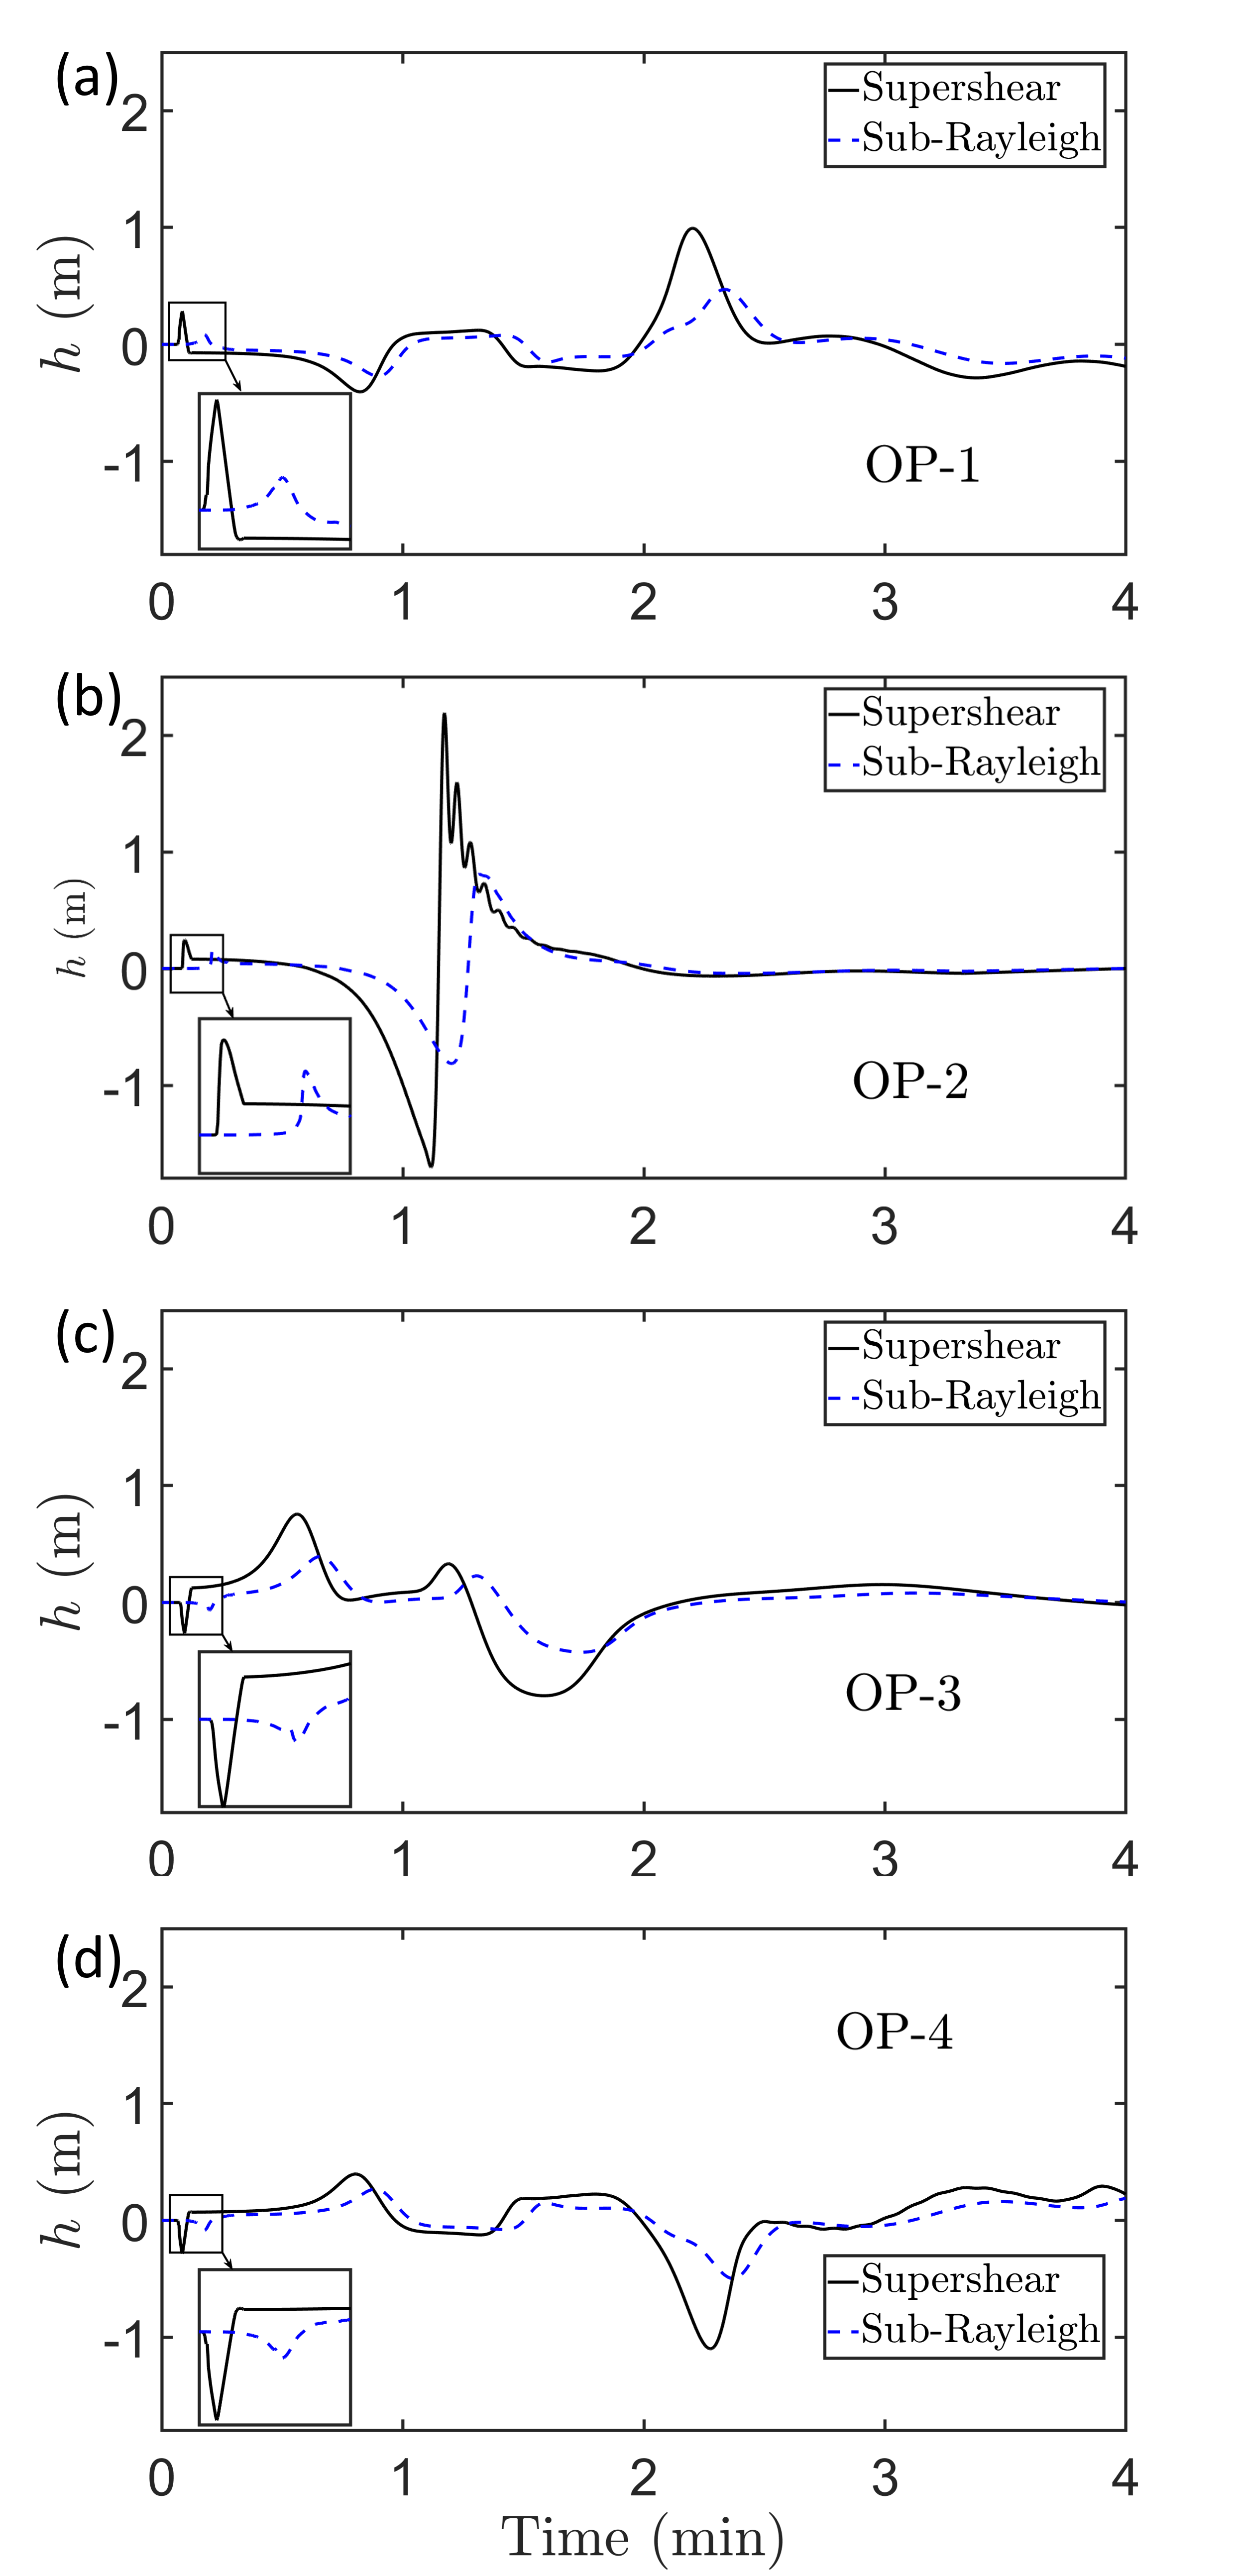 (a)
2
1
0
-1
h (m)
Supershear
Sub-Rayleigh
OP-1
0 1 2 3 4
(b)
2
1
0
-1
h (m)
Supershear
Sub-Rayleigh
OP-2
0 1 2 3 4
(c)
2
1
0
-1
h (m)
Supershear
Sub-Rayleigh
OP-3
0 1 2 3 4
(d)
2
1
0
-1
h (m)
OP-4
Supershear
Sub-Rayleigh
0 1 2 3 4
Time (min)